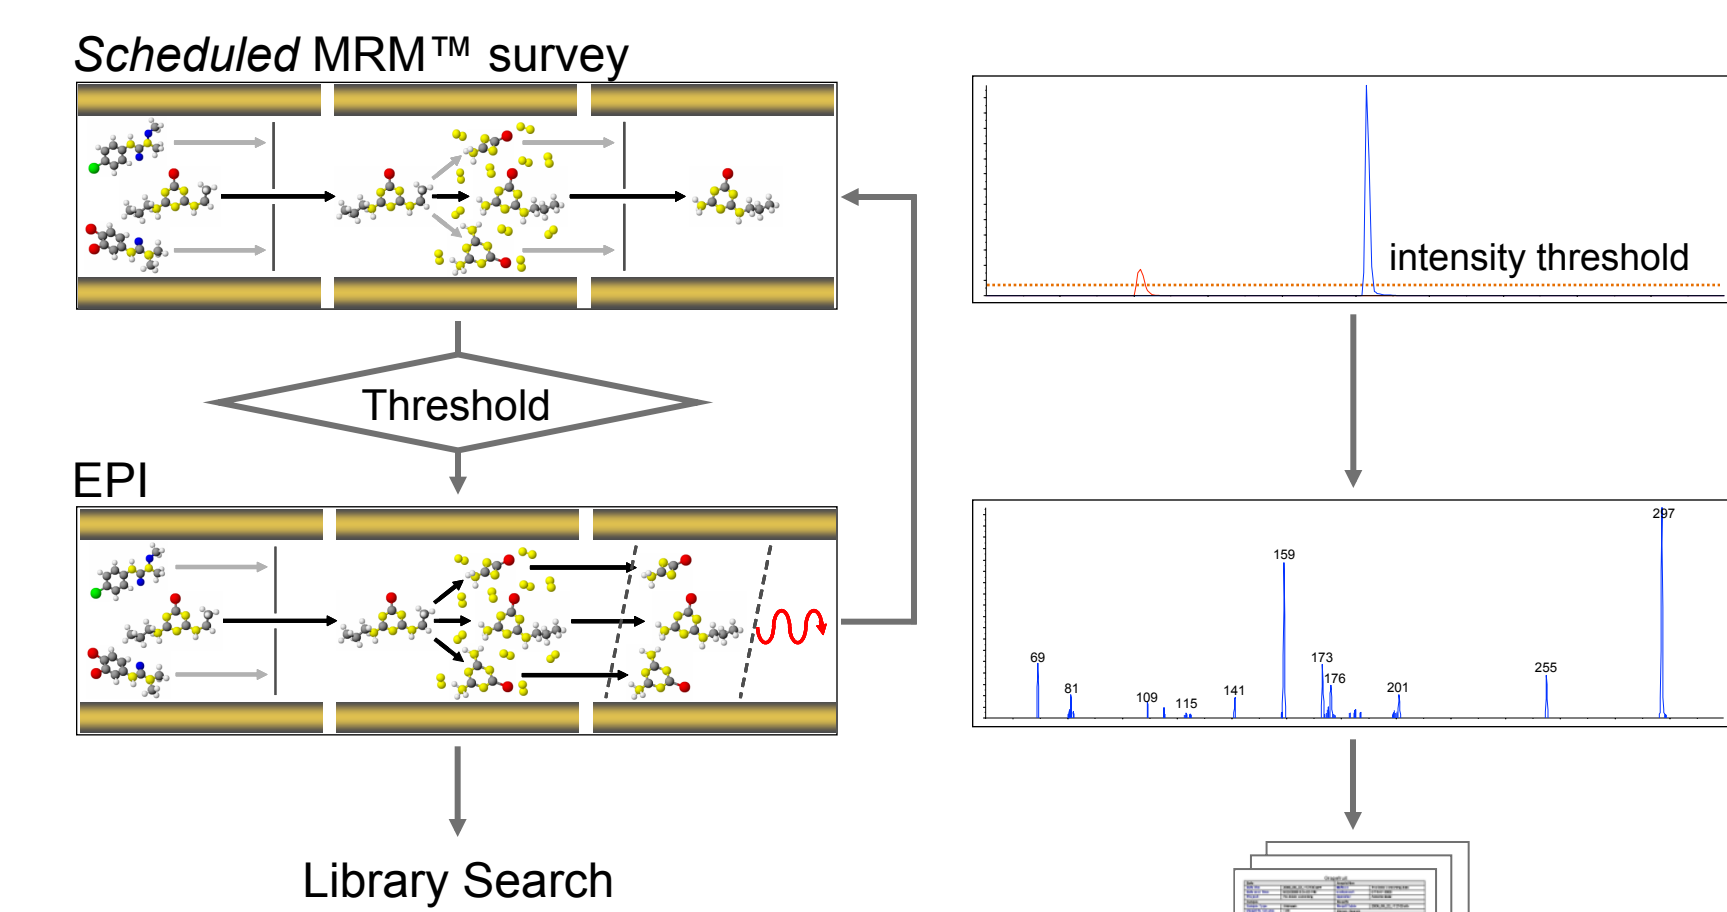 Scheduled MRM™ survey
intensity threshold
Threshold
EPI
297
159
69
173
81
176
255
141
201
109
115
Library Search